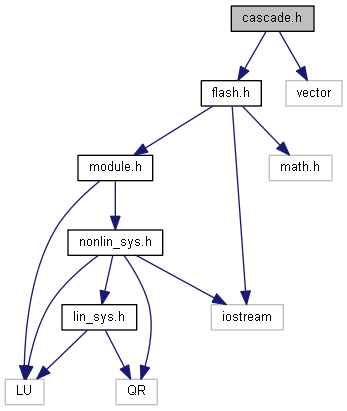 cascade.h
flash.h
vector
module.h
math.h
nonlin_sys.h
lin_sys.h
iostream
LU
QR